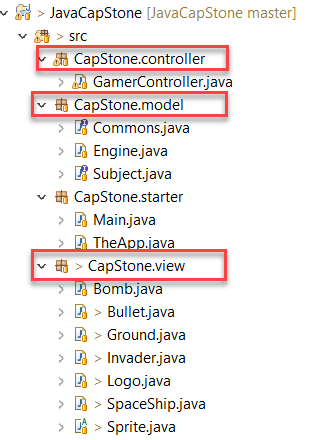 > JavaCapStone [JavaCapStone master]
src
CapStone.controller
GamerController.java
CapStone.model
Commons.java
Engine.java
Subject.java
CapStone.starter
Main.java
TheApp.java
> CapStone.view
Bomb.java
> Bullet.java
> Ground.java
> Invader.java
> Logo.java
> SpaceShip.java
> Sprite.java